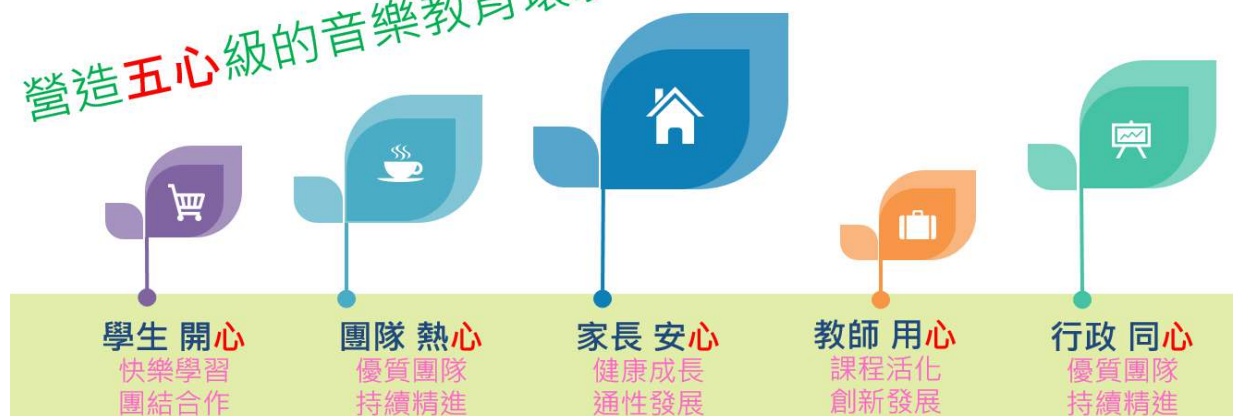 營造五心級的音樂教育環
學生 開心
快樂學習
團結合作
團隊 熱心
優質團隊
持續精進
家長 安心
健康成長
通性發展
教師 用心
課程活化
創新發展
行政 同心
優質團隊
持續精進